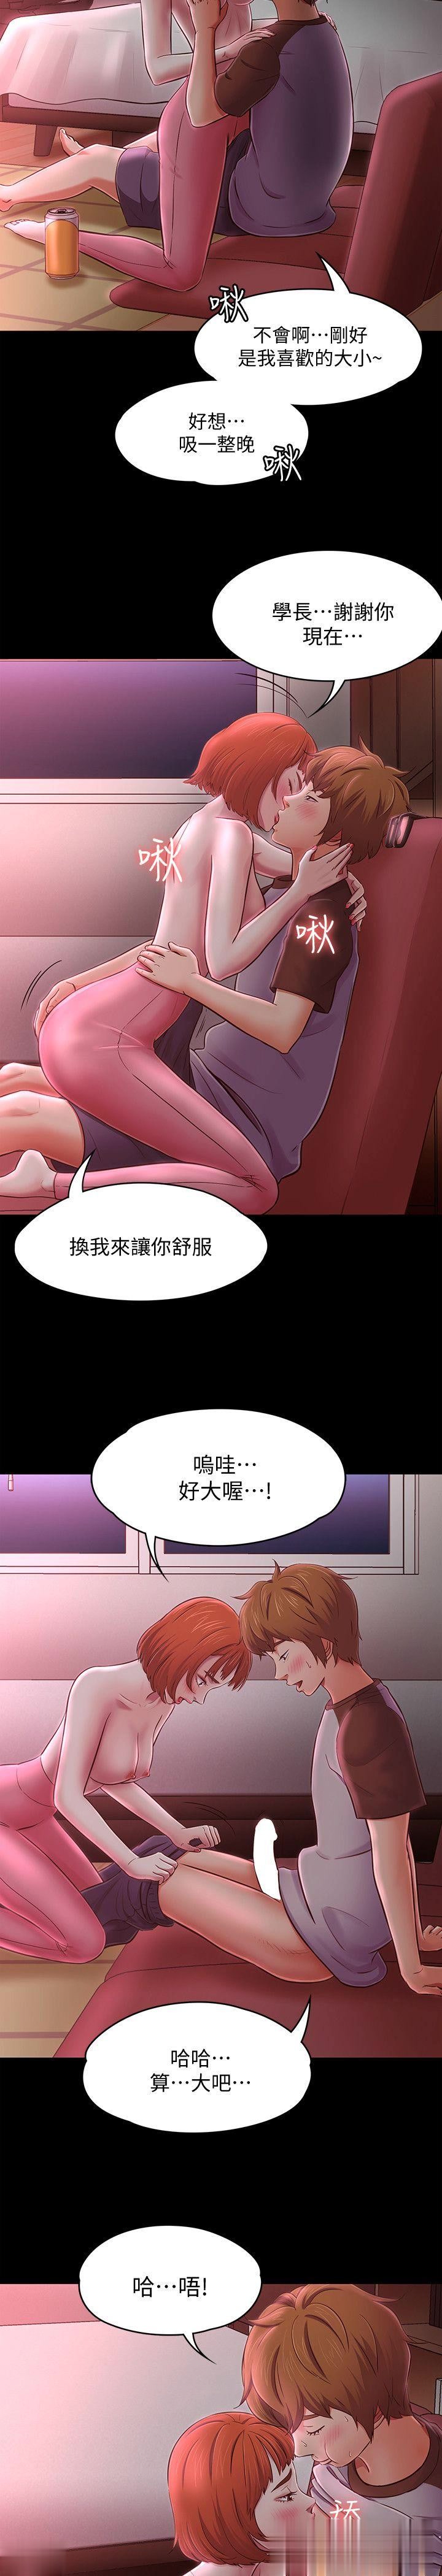 啾
不會啊…剛好
是我喜歡的大小~
好想…
吸一整晚
啾
學長…謝謝你
現在…
啾
啾
換我來讓你舒服
嗚哇…
好大喔…!
哈哈…
算…大吧…
哈…唔!